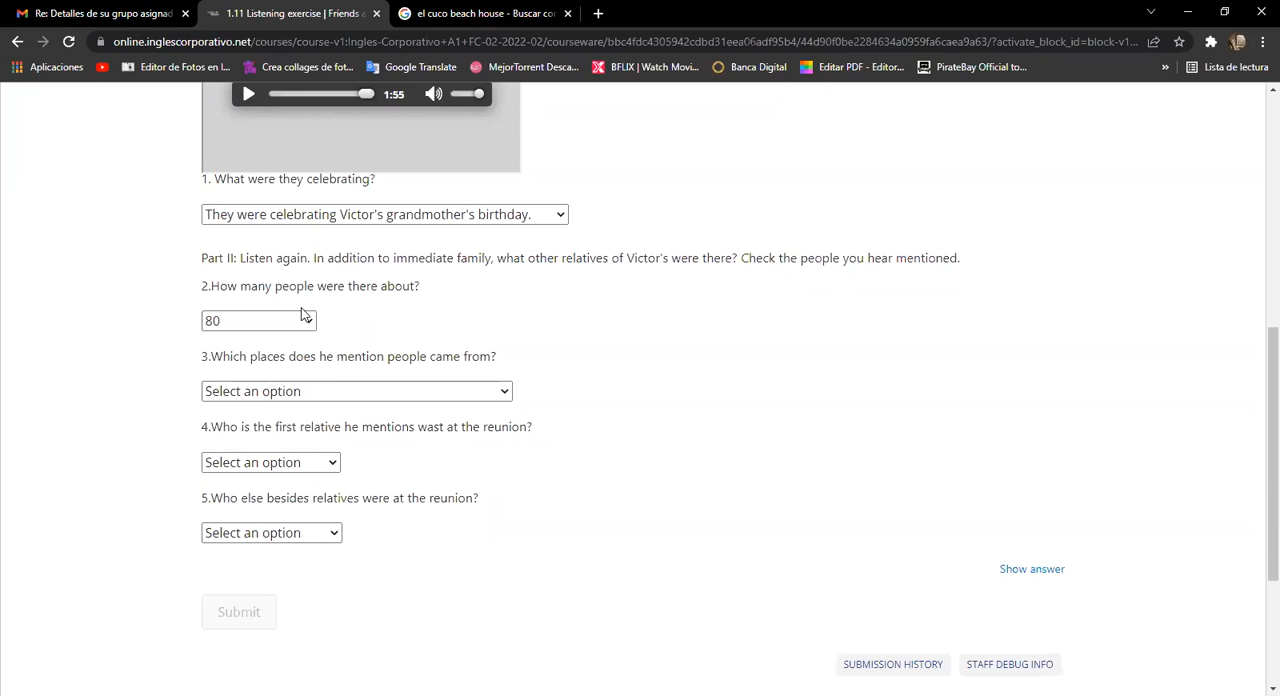 Re: Detalles de su grupo asignad
1.11 Listening exercise | Friends a
el cuco beach house - Buscar con
online.inglescorporativo.net/courses/course-v1:Ingles-Corporativo+A1+FC-02-2022-02/courseware/bbc4fdc4305942cdbd31eea06adf95b4/44d90f0be2284634a0959fa6caea9a63/?activate_block_id=block-v1...
Aplicaciones
Editor de Fotos en l...
Crea collages de fot...
Google Translate
MejorTorrent Desca...
BFLIX | Watch Movi...
Banca Digital
Editar PDF - Editor...
PirateBay Official to...
Lista de lectura
1:55
1. What were they celebrating?
They were celebrating Victor's grandmother's birthday.
Part II: Listen again. In addition to immediate family, what other relatives of Victor's were there? Check the people you hear mentioned.
2.How many people were there about?
80
3.Which places does he mention people came from?
Select an option
4.Who is the first relative he mentions wast at the reunion?
Select an option
5.Who else besides relatives were at the reunion?
Select an option
Show answer
Submit
SUBMISSION HISTORY
STAFF DEBUG INFO